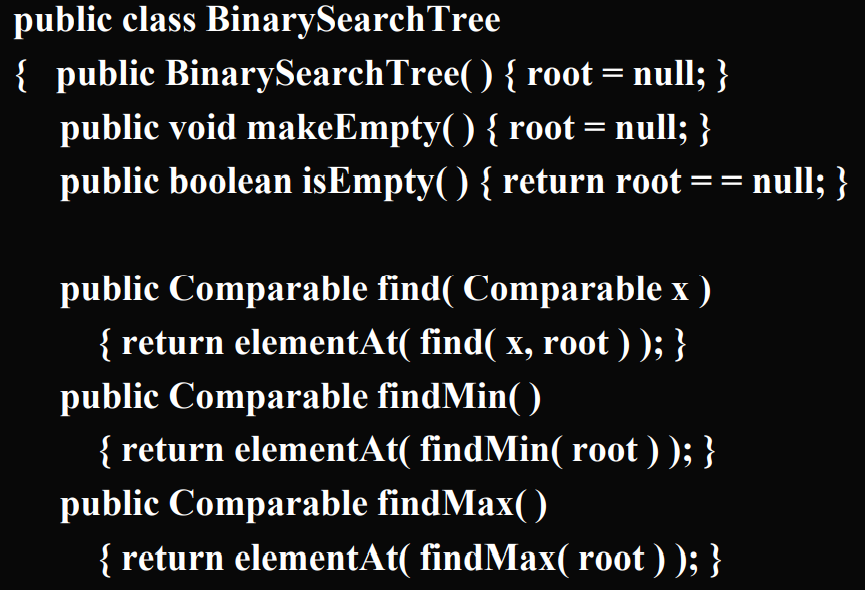 public class BinarySearchTree
{ public BinarySearchTree( ) { root = null; }
public void makeEmpty( ) { root = null; }
public boolean isEmpty( ) { return root = = null; }
public Comparable find( Comparable x )
{ return elementAt( find( x, root ) ); }
public Comparable findMin( )
{ return elementAt( findMin( root ) ); }
public Comparable findMax( )
{ return elementAt( findMax( root ) ); }